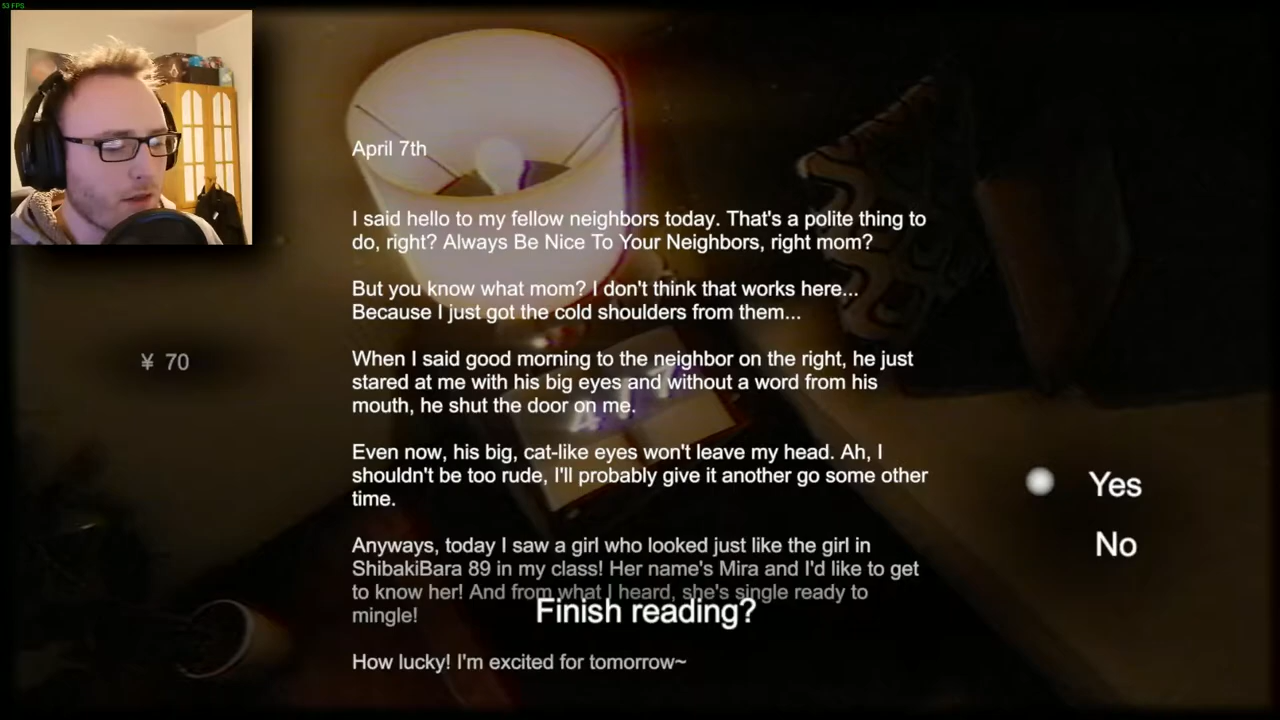 53 FPS
April 7th
I said hello to my fellow neighbors today. That's a polite thing to
do, right? Always Be Nice To Your Neighbors, right mom?
But you know what mom? I don't think that works here...
Because I just got the cold shoulders from them...
¥ 70
When I said good morning to the neighbor on the right, he just
stared at me with his big eyes and without a word from his
mouth, he shut the door on me.
Even now, his big, cat-like eyes won't leave my head. Ah, I
shouldn't be too rude, I'll probably give it another go some other
time.
Yes
No
Anyways, today I saw a girl who looked just like the girl in
ShibakiBara 89 in my class! Her name's Mira and I'd like to get
to know her! And from what I heard, she's single ready to
mingle!
Finish reading?
How lucky! I'm excited for tomorrow~